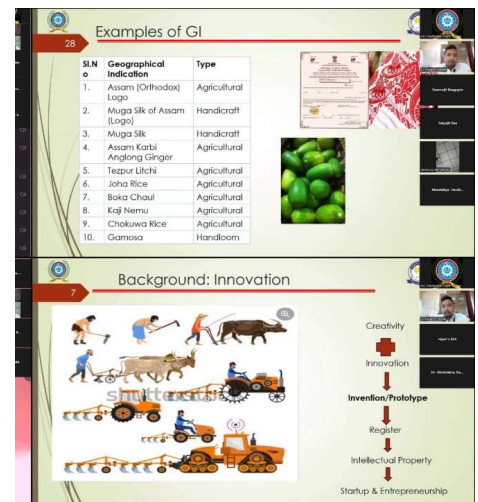 28
Examples of GI
Sl.N
o
Geographical
Indication
Type
1. Assam (Orthodox)
Logo
Agricultural
2. Muga Silk of Assam
(Logo)
Handicraft
3. Muga Silk Handicraft
4. Assam Karbi
Anglong Ginger
Agricultural
5. Tezpur Litchi Agricultural
6. Joha Rice Agricultural
7. Boka Chaul Agricultural
8. Kaji Nemu Agricultural
9. Chokuwa Rice Agricultural
10. Gamosa Handloom
7
Background: Innovation
Creativity
Innovation
Invention/Prototype
Register
Intellectual Property
Startup & Entrepreneurship